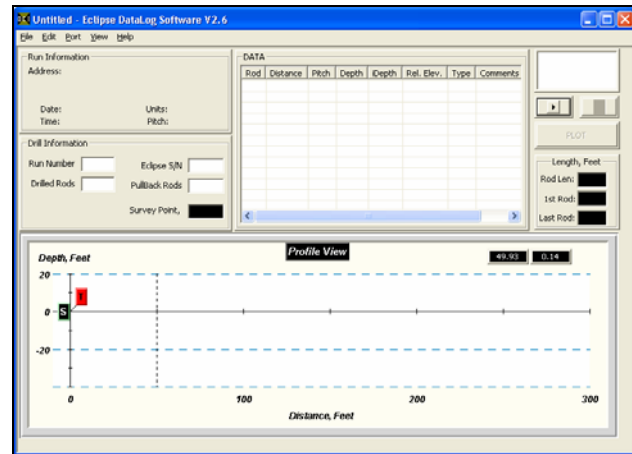 Untitled - Eclipse DataLog Software V2.6
File Edit Port View Help
Run Information
Address:
Date: Units:
Time: Pitch:
Drill Information
Run Number Eclipse S/N
Drilled Rods PullBack Rods
Survey Point,
DATA
Rod Distance Pitch Depth iDepth Rel. Elev. Type Comments
PLOT
Length, Feet
Rod Len:
1st Rod:
Last Rod:
Profile View
49.93 0.14
Depth, Feet
20
T
0 S
-20
0 100 200 300
Distance, Feet